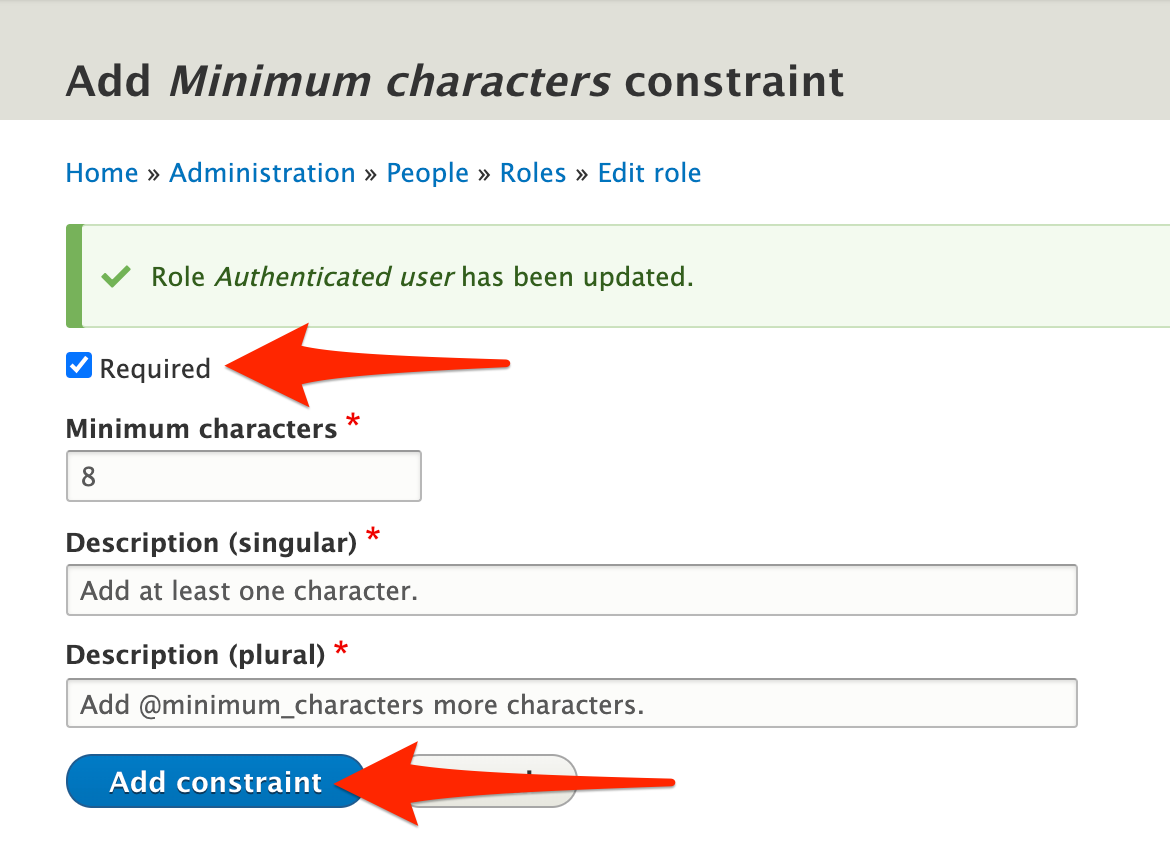 Add Minimum characters constraint
Home » Administration » People » Roles » Edit role
Role Authenticated user has been updated.
Required
Minimum characters *
8
Description (singular) *
Add at least one character.
Description (plural) *
Add @minimum_characters more characters.
Add constraint